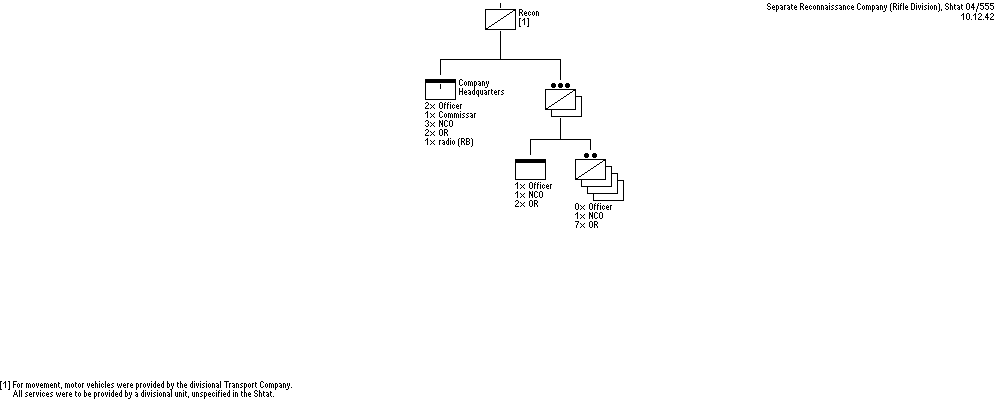 Separate Reconnaissance Company (Rifle Division), Shtat 04/555
10.12.42
Recon
[1]
Company
Headquarters
2× Officer
1× Commissar
3× NCO
2× OR
1× radio (RB)
1× Officer
1× NCO
2× OR
0× Officer
1× NCO
7× OR
[1] For movement, motor vehicles were provided by the divisional Transport Company.
All services were to be provided by a divisional unit, unspecified in the Shtat.